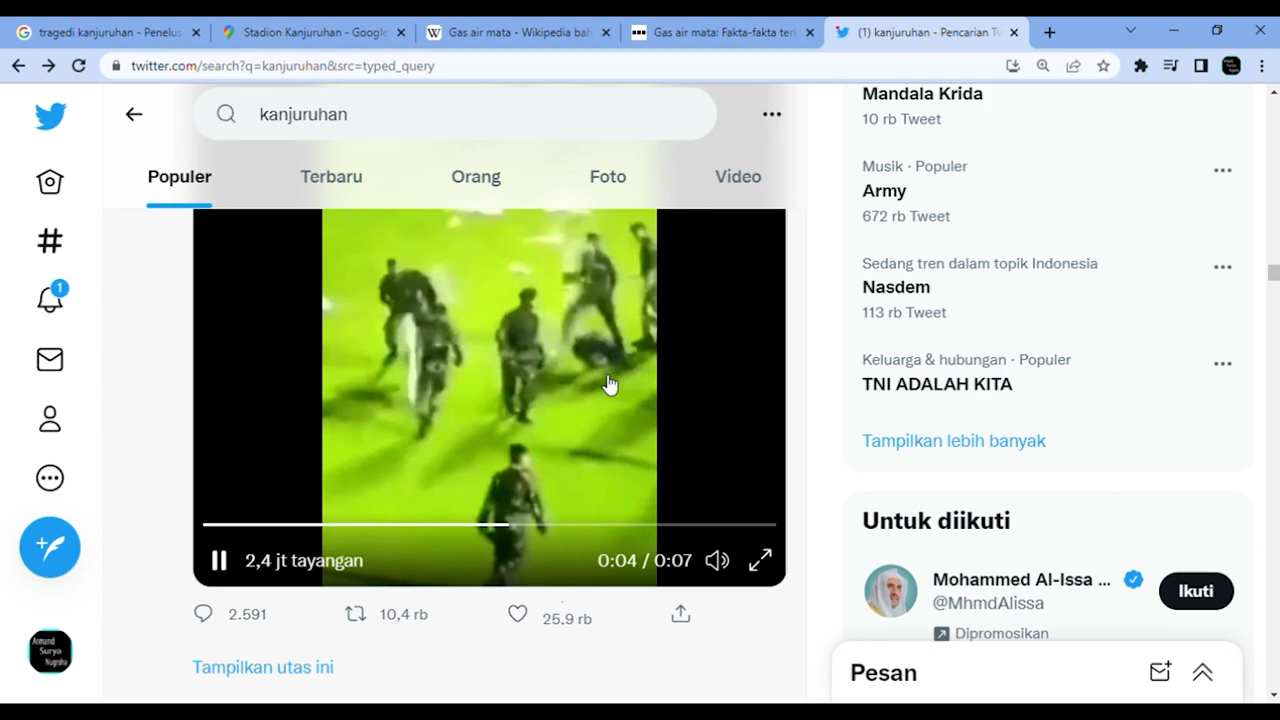 tragedi kanjuruhan - Penelus
Stadion Kanjuruhan - Google
Gas air mata - Wikipedia bah
Gas air mata: Fakta-fakta terk
(1) kanjuruhan - Pencarian Tw
twitter.com/search?q=kanjuruhan&src=typed_query
kanjuruhan
Populer
Terbaru
Orang
Foto
Video
1
2,4 jt tayangan
0:04 / 0:07
2.591
10,4 rb
25,9 rb
Tampilkan utas ini
Armand
Surya
Nugraha
Mandala Krida
10 rb Tweet
Musik · Populer
Army
672 rb Tweet
Sedang tren dalam topik Indonesia
Nasdem
113 rb Tweet
Keluarga & hubungan · Populer
TNI ADALAH KITA
Tampilkan lebih banyak
Untuk diikuti
Mohammed Al-Issa ...
@MhmdAlissa
Ikuti
Dipromosikan
Pesan